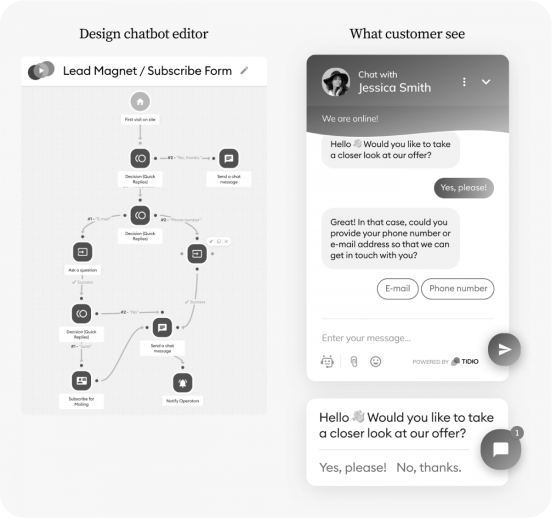 Design chatbot editor
What customer see
Lead Magnet / Subscribe Form
First visit on site
Decision (Quick
Replies)
#2 - "No, thanks."
Send a chat
message
Decision (Quick
Replies)
#1 - "E-mail"
#2 - "Phone number"
Ask a question
Success
Decision (Quick
Replies)
#2 - "No"
Success
Send a chat
message
#1 - "Sure"
Subscribe for
Mailing
Notify Operators
Chat with
Jessica Smith
We are online!
Hello 👋 Would you like to take
a closer look at our offer?
Yes, please!
Great! In that case, could you
provide your phone number or
e-mail address so that we can
get in touch with you?
E-mail
Phone number
Enter your message...
POWERED BY TIDIO
Hello 👋 Would you like to take
a closer look at our offer?
Yes, please! No, thanks.
1